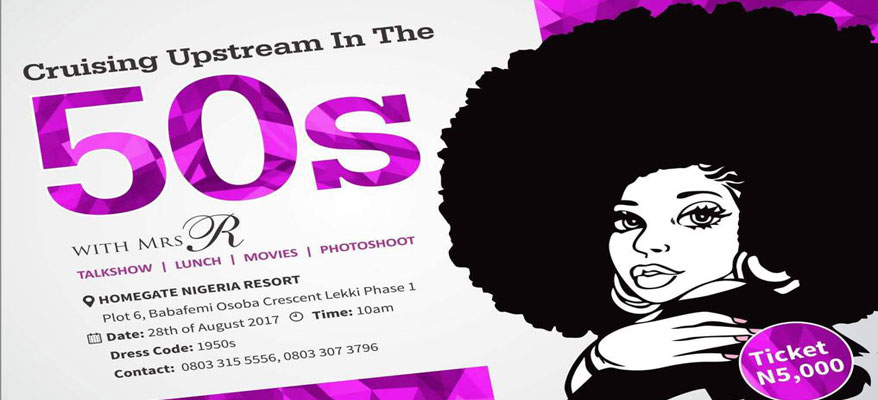 Cruising Upstream In The
50s
WITH MRS R
TALKSHOW | LUNCH | MOVIES | PHOTOSHOOT
HOMEGATE NIGERIA RESORT
Plot 6, Babafemi Osoba Crescent Lekki Phase 1
Date: 28th of August 2017 Time: 10am
Dress Code: 1950s
Contact: 0803 315 5556, 0803 307 3796
Ticket
N5,000